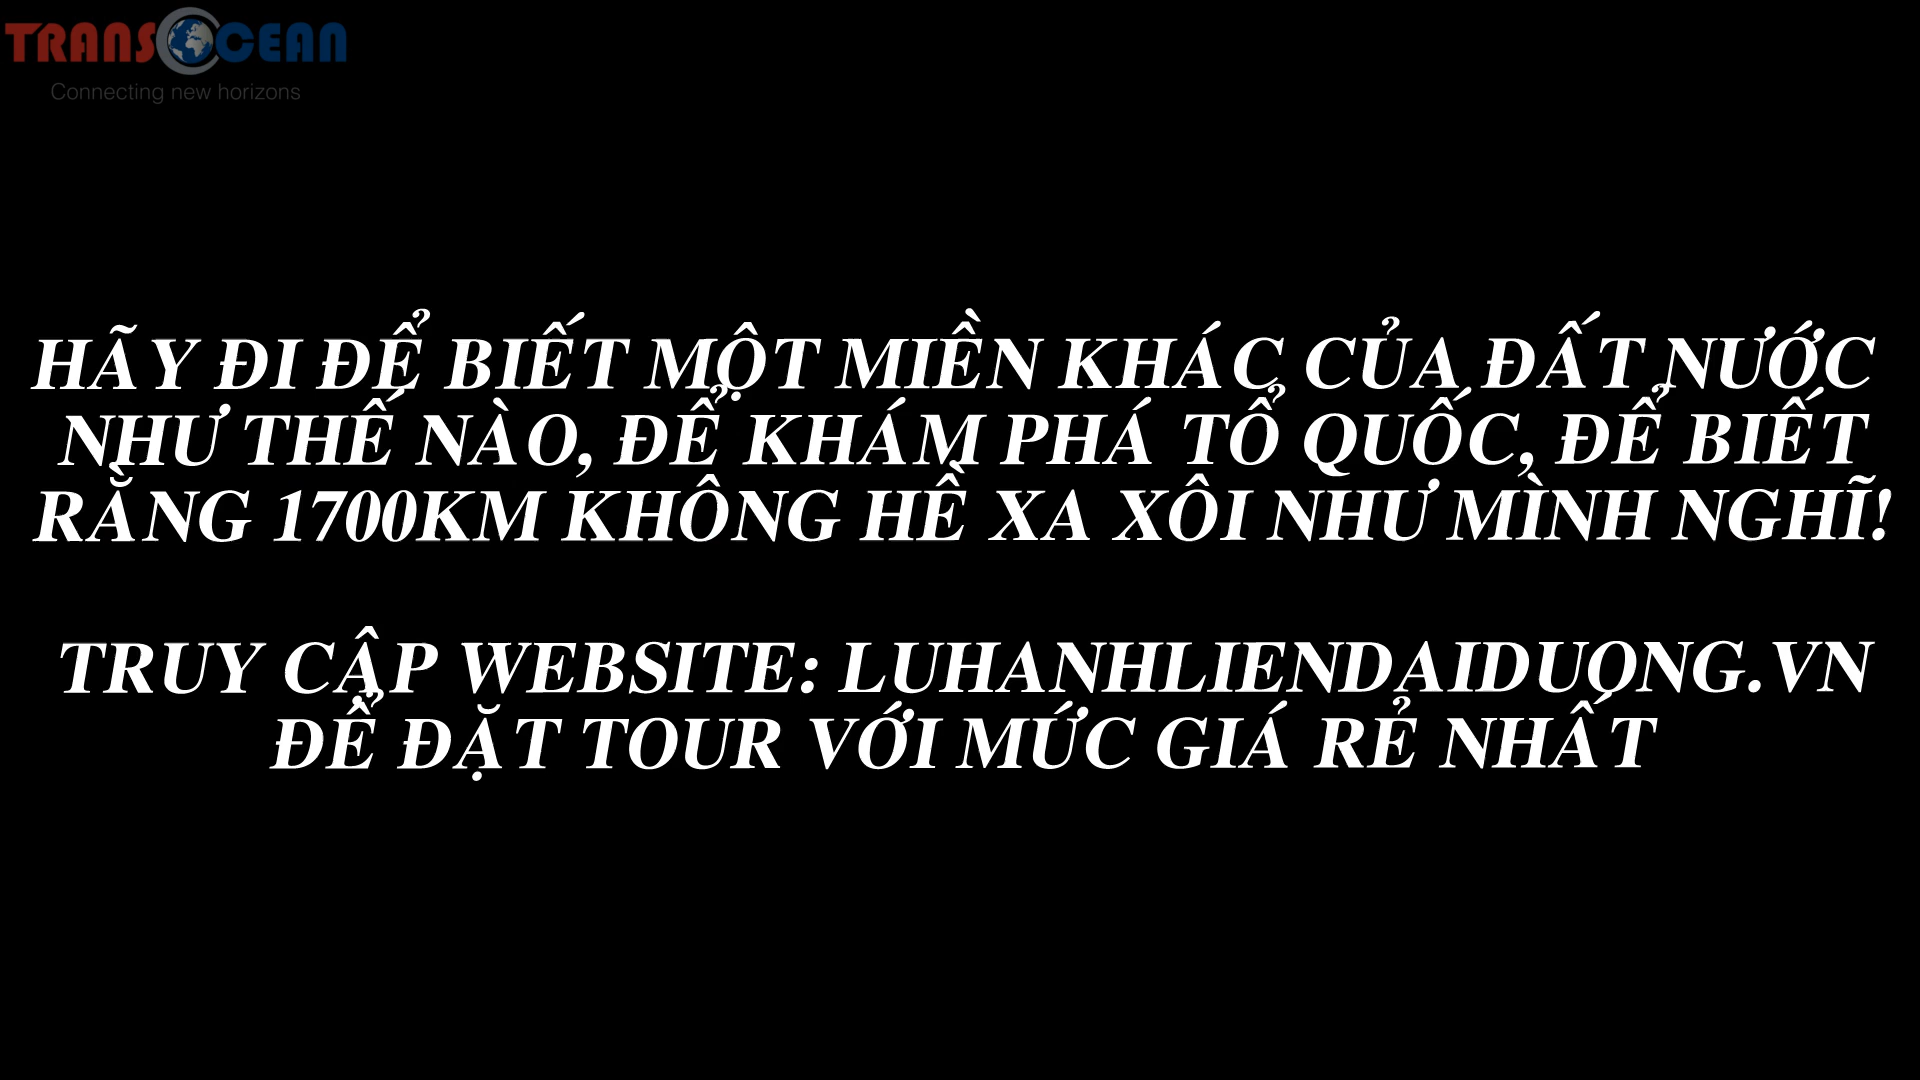 TRANSOCEAN
Connecting new horizons
HÃY ĐI ĐỂ BIẾT MỘT MIỀN KHÁC CỦA ĐẤT NƯỚC
NHƯ THẾ NÀO, ĐỂ KHÁM PHÁ TỔ QUỐC, ĐỂ BIẾT
RẰNG 1700KM KHÔNG HỀ XA XÔI NHƯ MÌNH NGHĨ!
TRUY CẬP WEBSITE: LUHANHLIENDAIDUONG.VN
ĐỂ ĐẶT TOUR VỚI MỨC GIÁ RẺ NHẤT